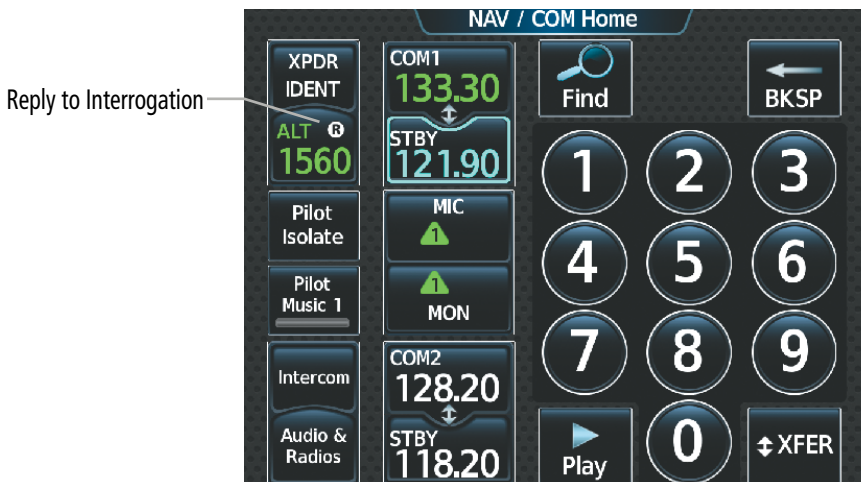 NAV / COM Home
Reply to Interrogation
XPDR
IDENT
ALT R
1560
COM1
133.30
STBY
121.90
Find
BKSP
Pilot
Isolate
MIC
1
Pilot
Music 1
1
MON
Intercom
Audio &
Radios
COM2
128.20
STBY
118.20
1
2
3
4
5
6
7
8
9
Play
0
XFER